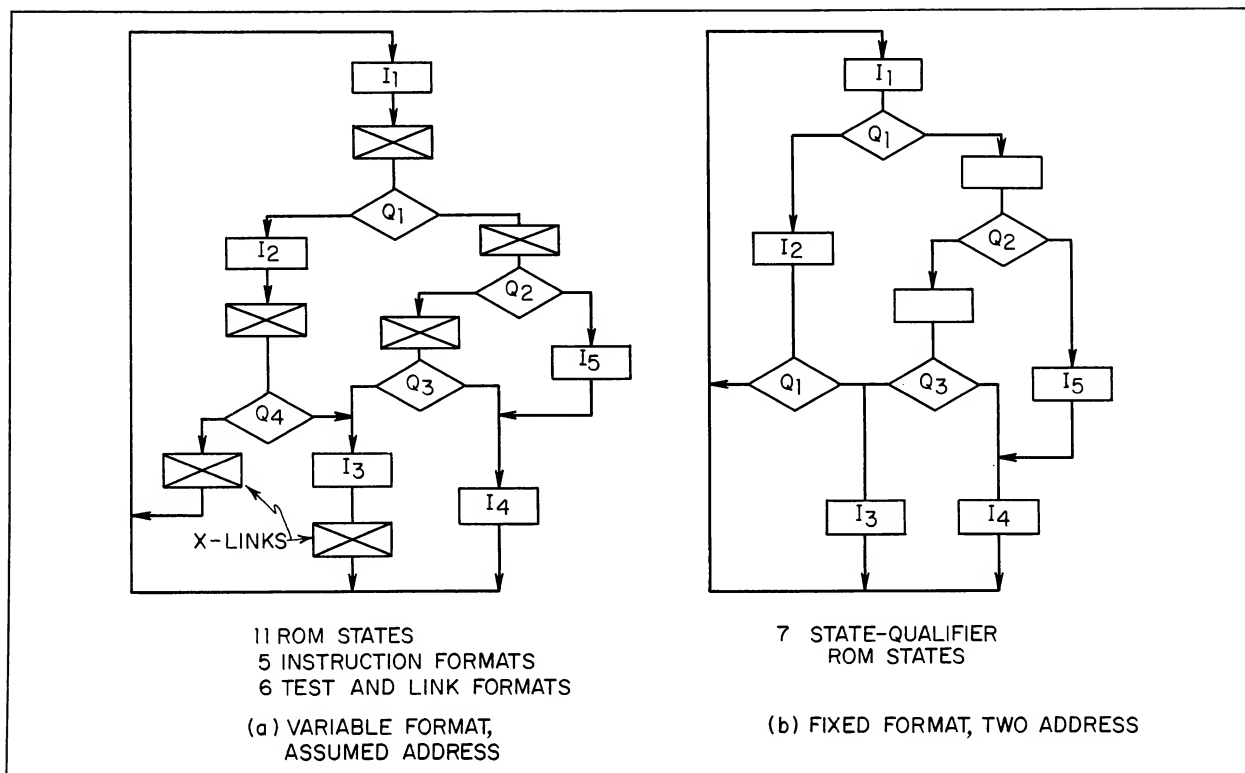 I1
Q1
I2
Q2
I5
Q3
Q4
I3
I4
X-LINKS
11 ROM STATES
5 INSTRUCTION FORMATS
6 TEST AND LINK FORMATS
(a) VARIABLE FORMAT,
ASSUMED ADDRESS
I1
Q1
I2
Q2
Q1
Q3
I5
I3
I4
7 STATE-QUALIFIER
ROM STATES
(b) FIXED FORMAT, TWO ADDRESS